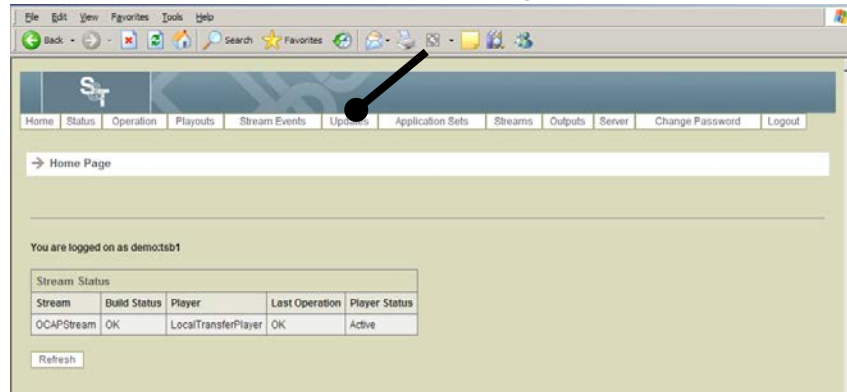 File Edit View Favorites Tools Help
Back Search Favorites
S&T
Home Status Operation Playouts Stream Events Updates Application Sets Streams Outputs Server Change Password Logout
Home Page
You are logged on as demo:tsb1
Stream Status
Stream Build Status Player Last Operation Player Status
OCAPStream OK LocalTransferPlayer OK Active
Refresh